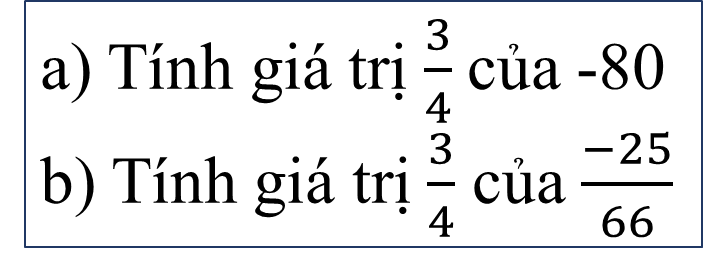 a) Tính giá trị 3/4 của -80
b) Tính giá trị 3/4 của −25/66